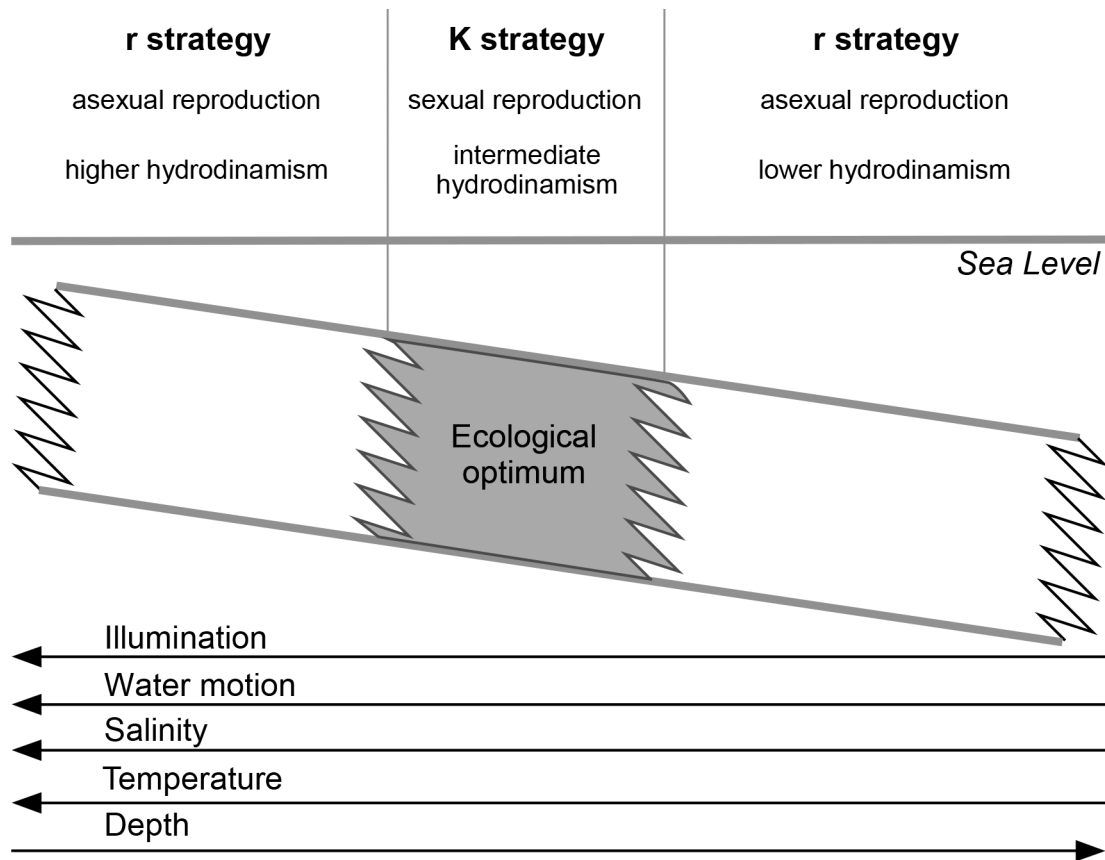 r strategy
K strategy
r strategy
asexual reproduction
sexual reproduction
asexual reproduction
higher hydrodinamism
intermediate
hydrodinamism
lower hydrodinamism
Sea Level
Ecological
optimum
Illumination
Water motion
Salinity
Temperature
Depth